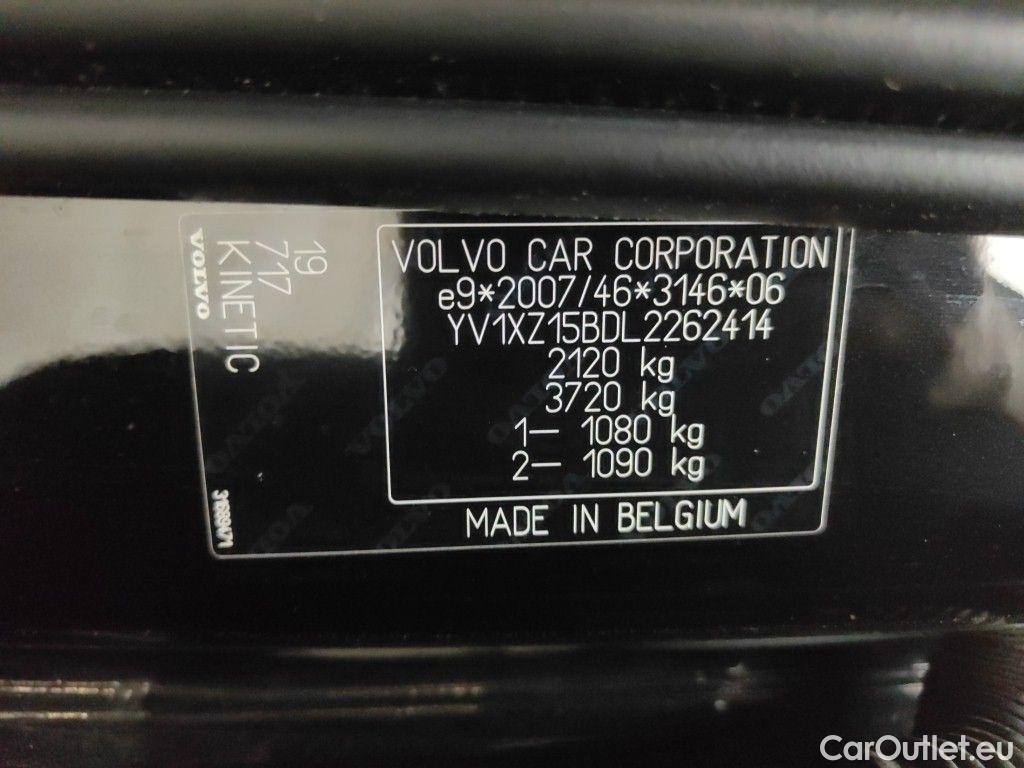 VOLVO CAR CORPORATION
e9*2007/46*3146*06
YV1XZ15BDL2262414
2120 kg
3720 kg
1– 1080 kg
2– 1090 kg
MADE IN BELGIUM
19
717
KINETIC
VOLVO
CarOutlet.eu